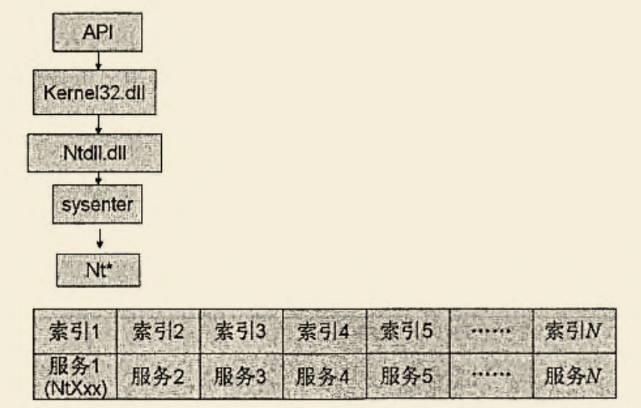 API
Kernel32.dll
Ntdll.dll
sysenter
Nt*
索引1 索引2 索引3 索引4 索引5 …… 索引N
服务1 (NtXxx) 服务2 服务3 服务4 服务5 …… 服务N